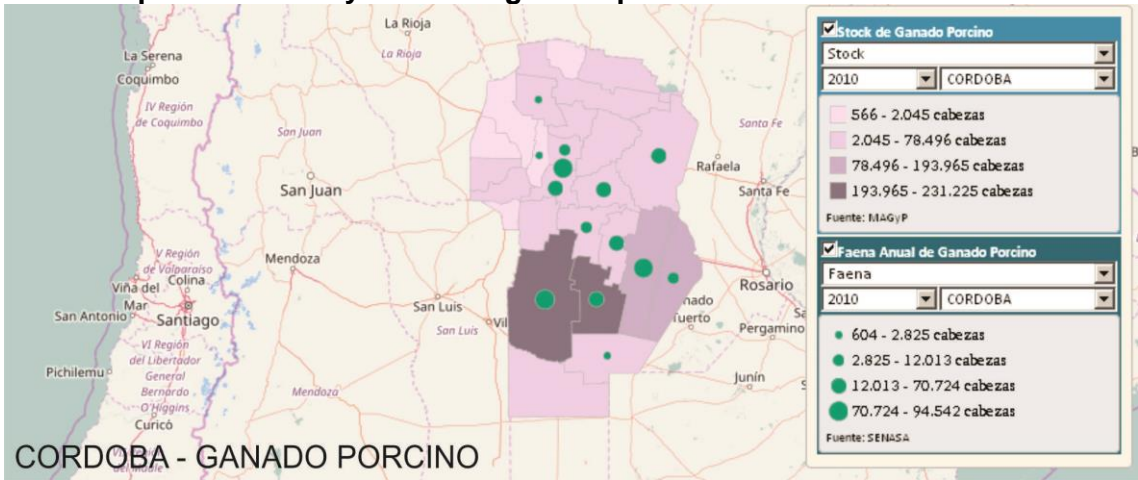 La Rioja
La Rioja
La Serena
Coquimbo
IV Región
de Coquimbo
San Juan
San Juan
Santa Fe
Rafaela
Santa Fe
Mendoza
V Región
de Valparaíso
Viña del
Mar
Colina
San Antonio
Santiago
San Luis
San Luis
Rosario
Pergamino
VI Región
del Libertador
General
Bernardo
O'Higgins
Pichilemu
Mendoza
Junín
Curicó
CORDOBA - GANADO PORCINO
Stock de Ganado Porcino
Stock
2010 CORDOBA
566 - 2.045 cabezas
2.045 - 78.496 cabezas
78.496 - 193.965 cabezas
193.965 - 231.225 cabezas
Fuente: MAGyP
Faena Anual de Ganado Porcino
Faena
2010 CORDOBA
604 - 2.825 cabezas
2.825 - 12.013 cabezas
12.013 - 70.724 cabezas
70.724 - 94.542 cabezas
Fuente: SENASA